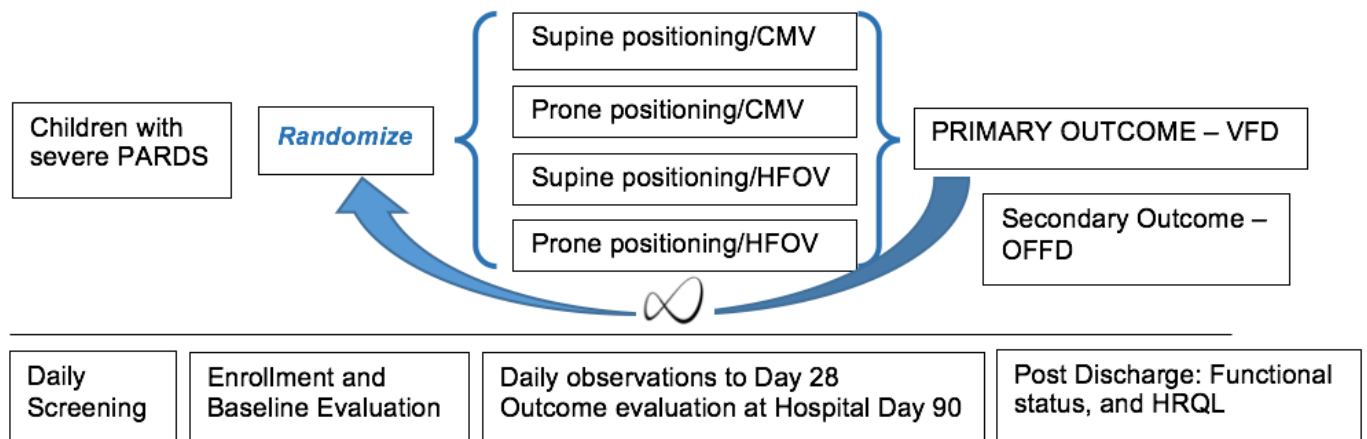 Supine positioning/CMV
Prone positioning/CMV
Supine positioning/HFOV
Prone positioning/HFOV
Children with
severe PARDS
Randomize
PRIMARY OUTCOME – VFD
Secondary Outcome –
OFFD
∞
Daily
Screening
Enrollment and
Baseline Evaluation
Daily observations to Day 28
Outcome evaluation at Hospital Day 90
Post Discharge: Functional
status, and HRQL